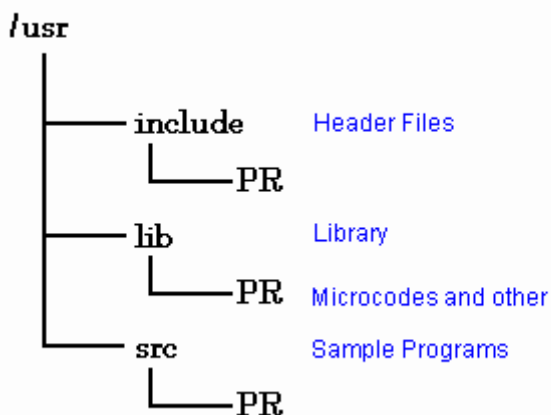 /usr
include Header Files
PR
lib Library
PR Microcodes and other
src Sample Programs
PR